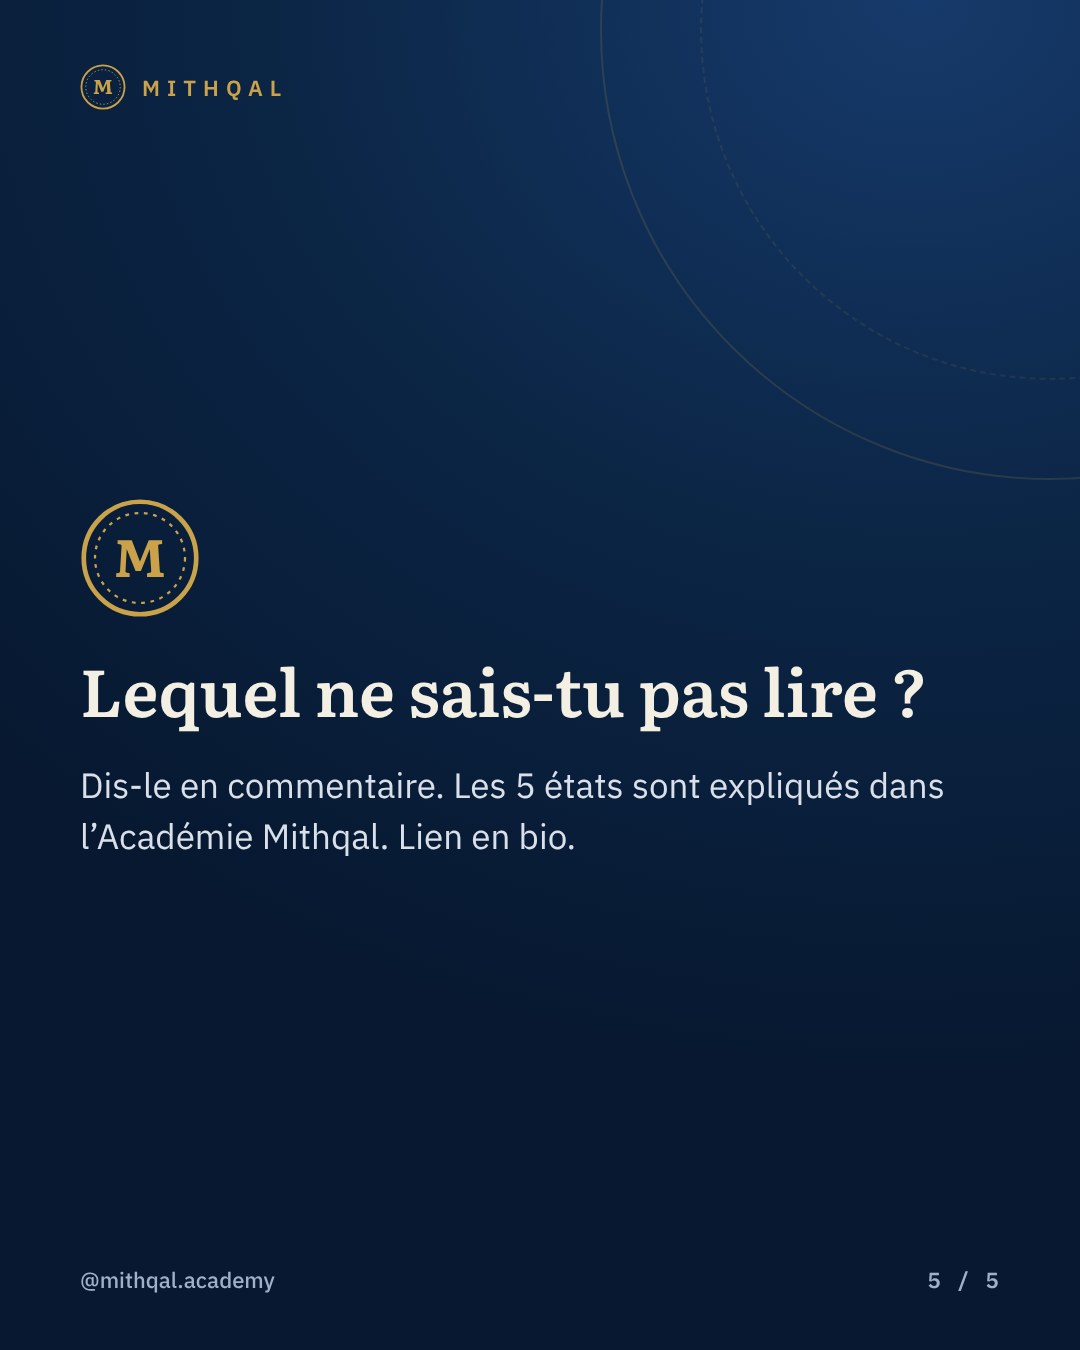 M MITHQAL
M
Lequel ne sais-tu pas lire ?
Dis-le en commentaire. Les 5 états sont expliqués dans
l’Académie Mithqal. Lien en bio.
@mithqal.academy
5 / 5